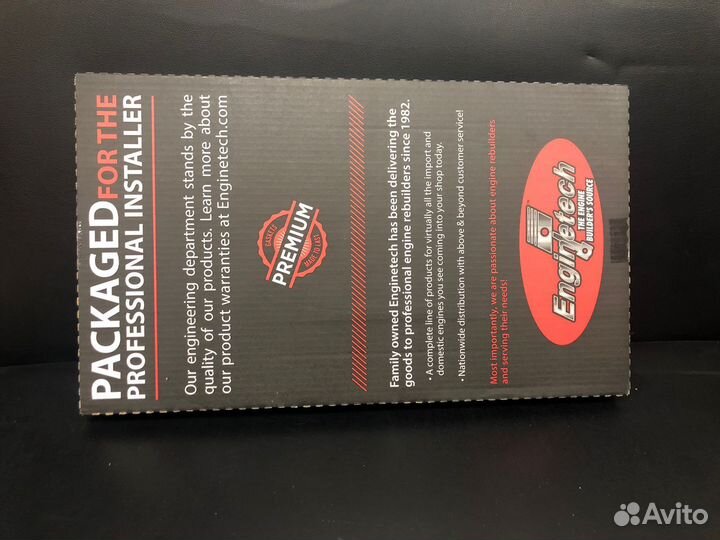 PACKAGED FOR THE
PROFESSIONAL INSTALLER
Our engineering department stands by the
quality of our products. Learn more about
our product warranties at Enginetech.com
GASKETS
PREMIUM
MADE TO LAST
Family owned Enginetech has been delivering the
goods to professional engine rebuilders since 1982.
• A complete line of products for virtually all the import and
domestic engines you see coming into your shop today.
• Nationwide distribution with above & beyond customer service!
Most importantly, we are passionate about engine rebuilders
and serving their needs!
Enginetech
THE ENGINE
BUILDER'S SOURCE
Avito